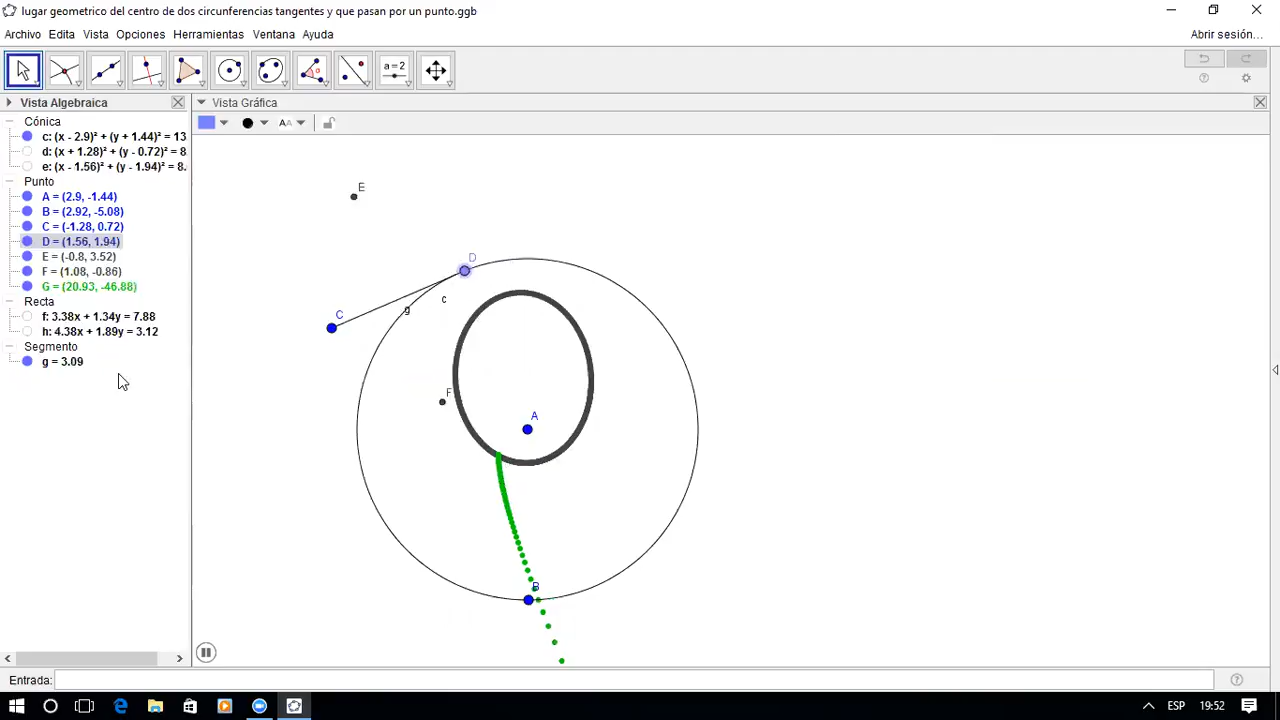 lugar geometrico del centro de dos circunferencias tangentes y que pasan por un punto.ggb
Archivo Edita Vista Opciones Herramientas Ventana Ayuda
Abrir sesión...
a = 2
Vista Algebraica
Vista Gráfica
AA
Cónica
c: (x - 2.9)² + (y + 1.44)² = 13
d: (x + 1.28)² + (y - 0.72)² = 8
e: (x - 1.56)² + (y - 1.94)² = 8.
Punto
A = (2.9, -1.44)
B = (2.92, -5.08)
C = (-1.28, 0.72)
D = (1.56, 1.94)
E = (-0.8, 3.52)
F = (1.08, -0.86)
G = (20.93, -46.88)
Recta
f: 3.38x + 1.34y = 7.88
h: 4.38x + 1.89y = 3.12
Segmento
g = 3.09
E
D
c
g
C
F
A
B
Entrada:
ESP
19:52